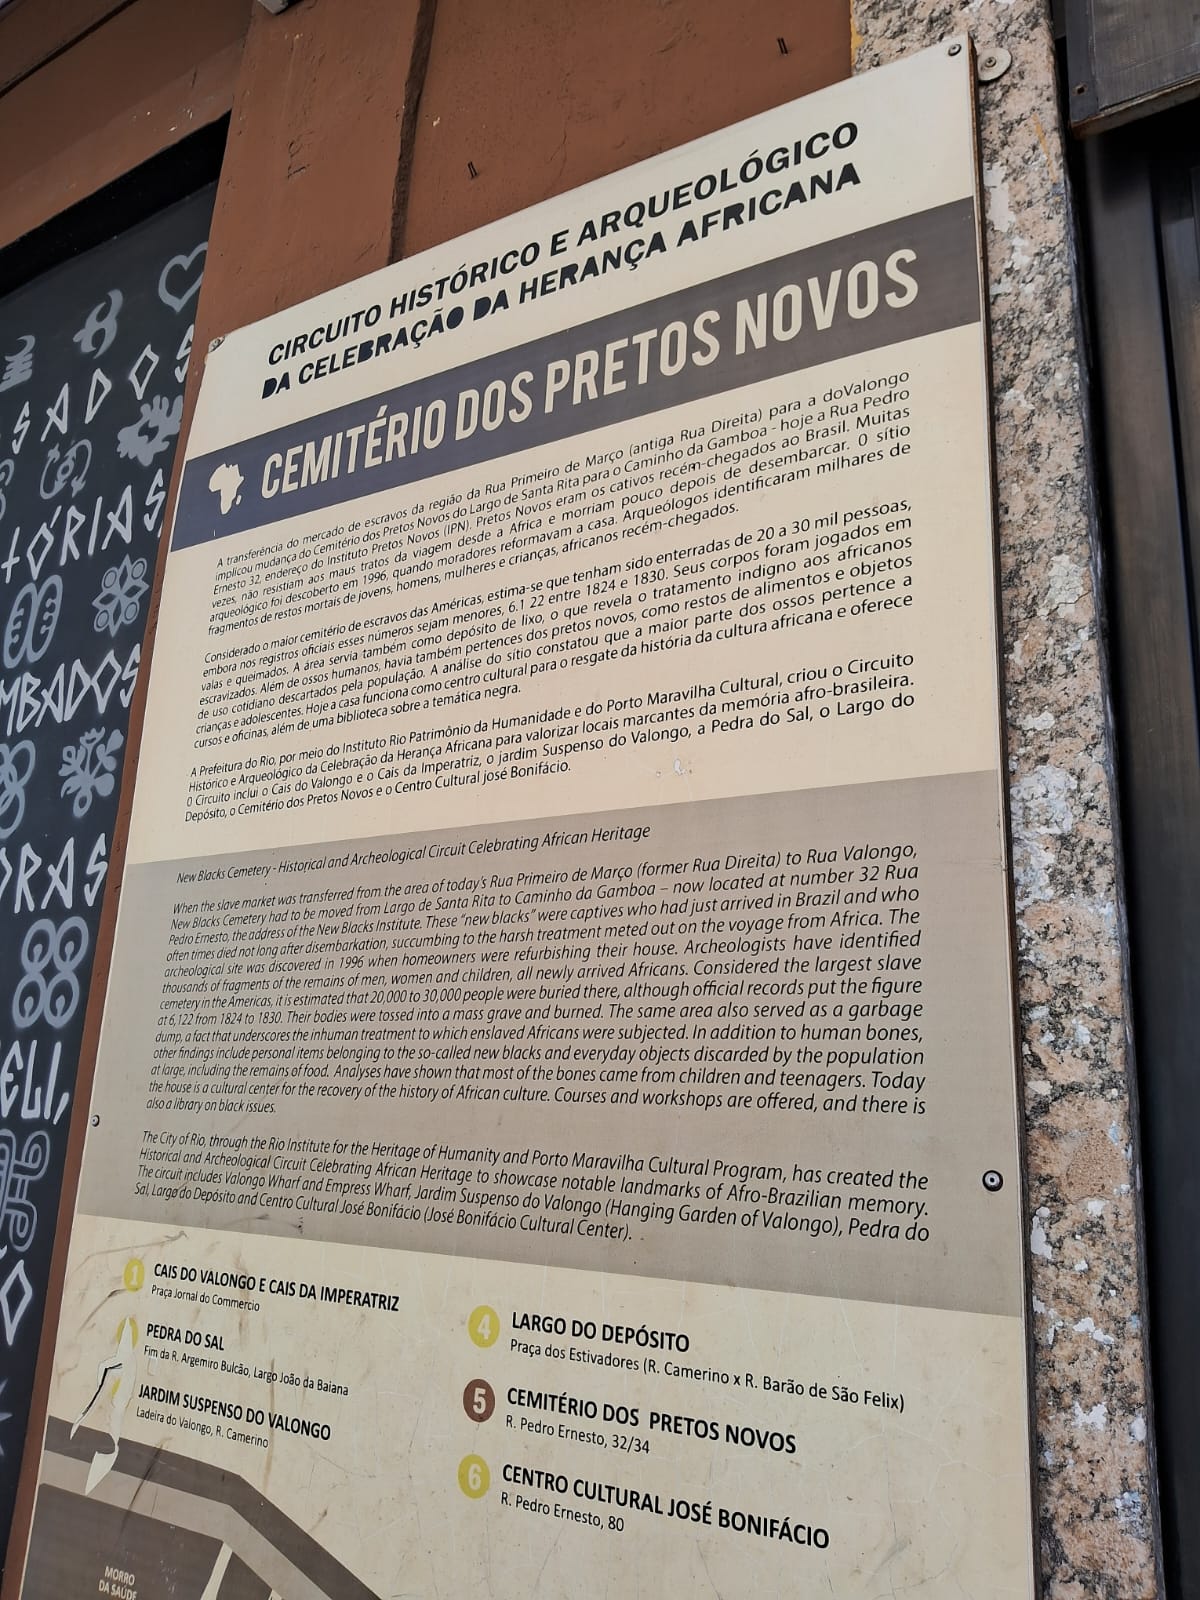 CIRCUITO HISTÓRICO E ARQUEOLÓGICO
DA CELEBRAÇÃO DA HERANÇA AFRICANA
CEMITÉRIO DOS PRETOS NOVOS
A transferência do mercado de escravos da região da Rua Primeiro de Março (antiga Rua Direita) para a doValongo
implicou mudança do Cemitério dos Pretos Novos do Largo de Santa Rita para o Caminho da Gamboa - hoje a Rua Pedro
Ernesto 32, endereço do Instituto Pretos Novos (IPN). Pretos Novos eram os cativos recém-chegados ao Brasil. Muitas
vezes, não resistiam aos maus tratos da viagem desde a Africa e morriam pouco depois de desembarcar. O sítio
arqueológico foi descoberto em 1996, quando moradores reformavam a casa. Arqueólogos identificaram milhares de
fragmentos de restos mortais de jovens, homens, mulheres e crianças, africanos recém-chegados.
Considerado o maior cemitério de escravos das Américas, estima-se que tenham sido enterradas de 20 a 30 mil pessoas,
embora nos registros oficiais esses números sejam menores, 6.1 22 entre 1824 e 1830. Seus corpos foram jogados em
valas e queimados. A área servia também como depósito de lixo, o que revela o tratamento indigno aos africanos
escravizados. Além de ossos humanos, havia também pertences dos pretos novos, como restos de alimentos e objetos
de uso cotidiano descartados pela população. A análise do sítio constatou que a maior parte dos ossos pertence a
crianças e adolescentes. Hoje a casa funciona como centro cultural para o resgate da história da cultura africana e oferece
cursos e oficinas, além de uma biblioteca sobre a temática negra.
A Prefeitura do Rio, por meio do Instituto Rio Patrimônio da Humanidade e do Porto Maravilha Cultural, criou o Circuito
Histórico e Arqueológico da Celebração da Herança Africana para valorizar locais marcantes da memória afro-brasileira.
O Circuito inclui o Cais do Valongo e o Cais da Imperatriz, o jardim Suspenso do Valongo, a Pedra do Sal, o Largo do
Depósito, o Cemitério dos Pretos Novos e o Centro Cultural josé Bonifácio.
New Blacks Cemetery - Historical and Archeological Circuit Celebrating African Heritage
When the slave market was transferred from the area of today's Rua Primeiro de Março (former Rua Direita) to Rua Valongo,
New Blacks Cemetery had to be moved from Largo de Santa Rita to Caminho da Gamboa – now located at number 32 Rua
Pedro Ernesto, the address of the New Blacks Institute. These "new blacks" were captives who had just arrived in Brazil and who
often times died not long after disembarkation, succumbing to the harsh treatment meted out on the voyage from Africa. The
archeological site was discovered in 1996 when homeowners were refurbishing their house. Archeologists have identified
thousands of fragments of the remains of men, women and children, all newly arrived Africans. Considered the largest slave
cemetery in the Americas, it is estimated that 20,000 to 30,000 people were buried there, although official records put the figure
at 6,122 from 1824 to 1830. Their bodies were tossed into a mass grave and burned. The same area also served as a garbage
dump, a fact that underscores the inhuman treatment to which enslaved Africans were subjected. In addition to human bones,
other findings include personal items belonging to the so-called new blacks and everyday objects discarded by the population
at large, including the remains of food. Analyses have shown that most of the bones came from children and teenagers. Today
the house is a cultural center for the recovery of the history of African culture. Courses and workshops are offered, and there is
also a library on black issues.
The City of Rio, through the Rio Institute for the Heritage of Humanity and Porto Maravilha Cultural Program, has created the
Historical and Archeological Circuit Celebrating African Heritage to showcase notable landmarks of Afro-Brazilian memory.
The circuit includes Valongo Wharf and Empress Wharf, Jardim Suspenso do Valongo (Hanging Garden of Valongo), Pedra do
Sal, Largo do Depósito and Centro Cultural José Bonifácio (José Bonifácio Cultural Center).
1 CAIS DO VALONGO E CAIS DA IMPERATRIZ
Praça Jornal do Commercio
PEDRA DO SAL
Fim da R. Argemiro Bulcão, Largo João da Baiana
JARDIM SUSPENSO DO VALONGO
Ladeira do Valongo, R. Camerino
4 LARGO DO DEPÓSITO
Praça dos Estivadores (R. Camerino x R. Barão de São Felix)
5 CEMITÉRIO DOS PRETOS NOVOS
R. Pedro Ernesto, 32/34
6 CENTRO CULTURAL JOSÉ BONIFÁCIO
R. Pedro Ernesto, 80
MORRO
DA SAÚDE